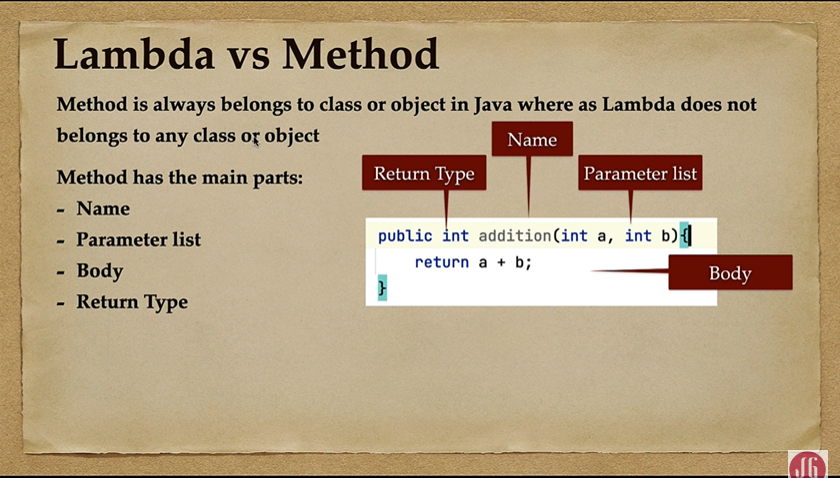 Lambda vs Method
Method is always belongs to class or object in Java where as Lambda does not
belongs to any class or object
Method has the main parts:
- Name
- Parameter list
- Body
- Return Type
Name
Return Type
Parameter list
public int addition(int a, int b){
return a + b;
}
Body
JG